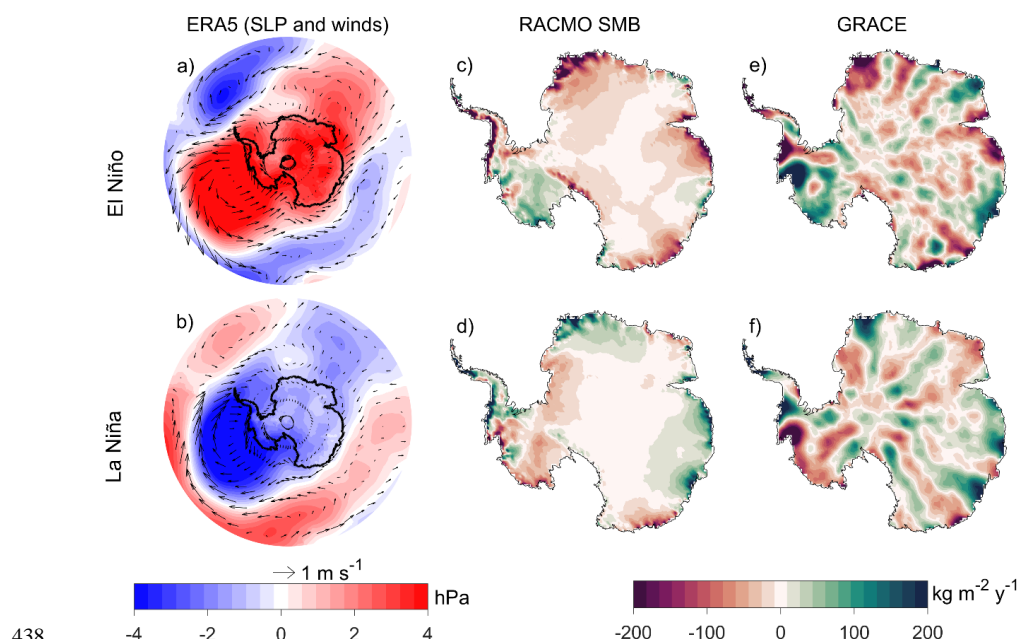 ERA5 (SLP and winds) RACMO SMB GRACE
a) c) e)
El Niño
b) d) f)
La Niña
1 m s⁻¹
hPa
-4 -2 0 2 4
kg m⁻² y⁻¹
-200 -100 0 100 200
438